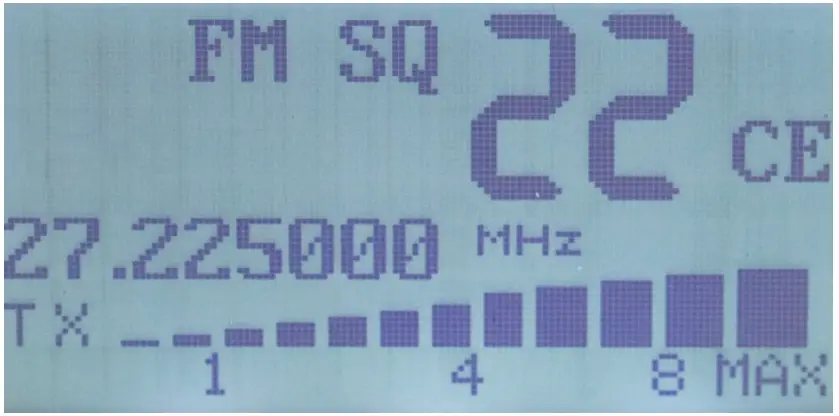 FM SQ 22 CE
27.225000 MHz
TX
1 4 8 MAX